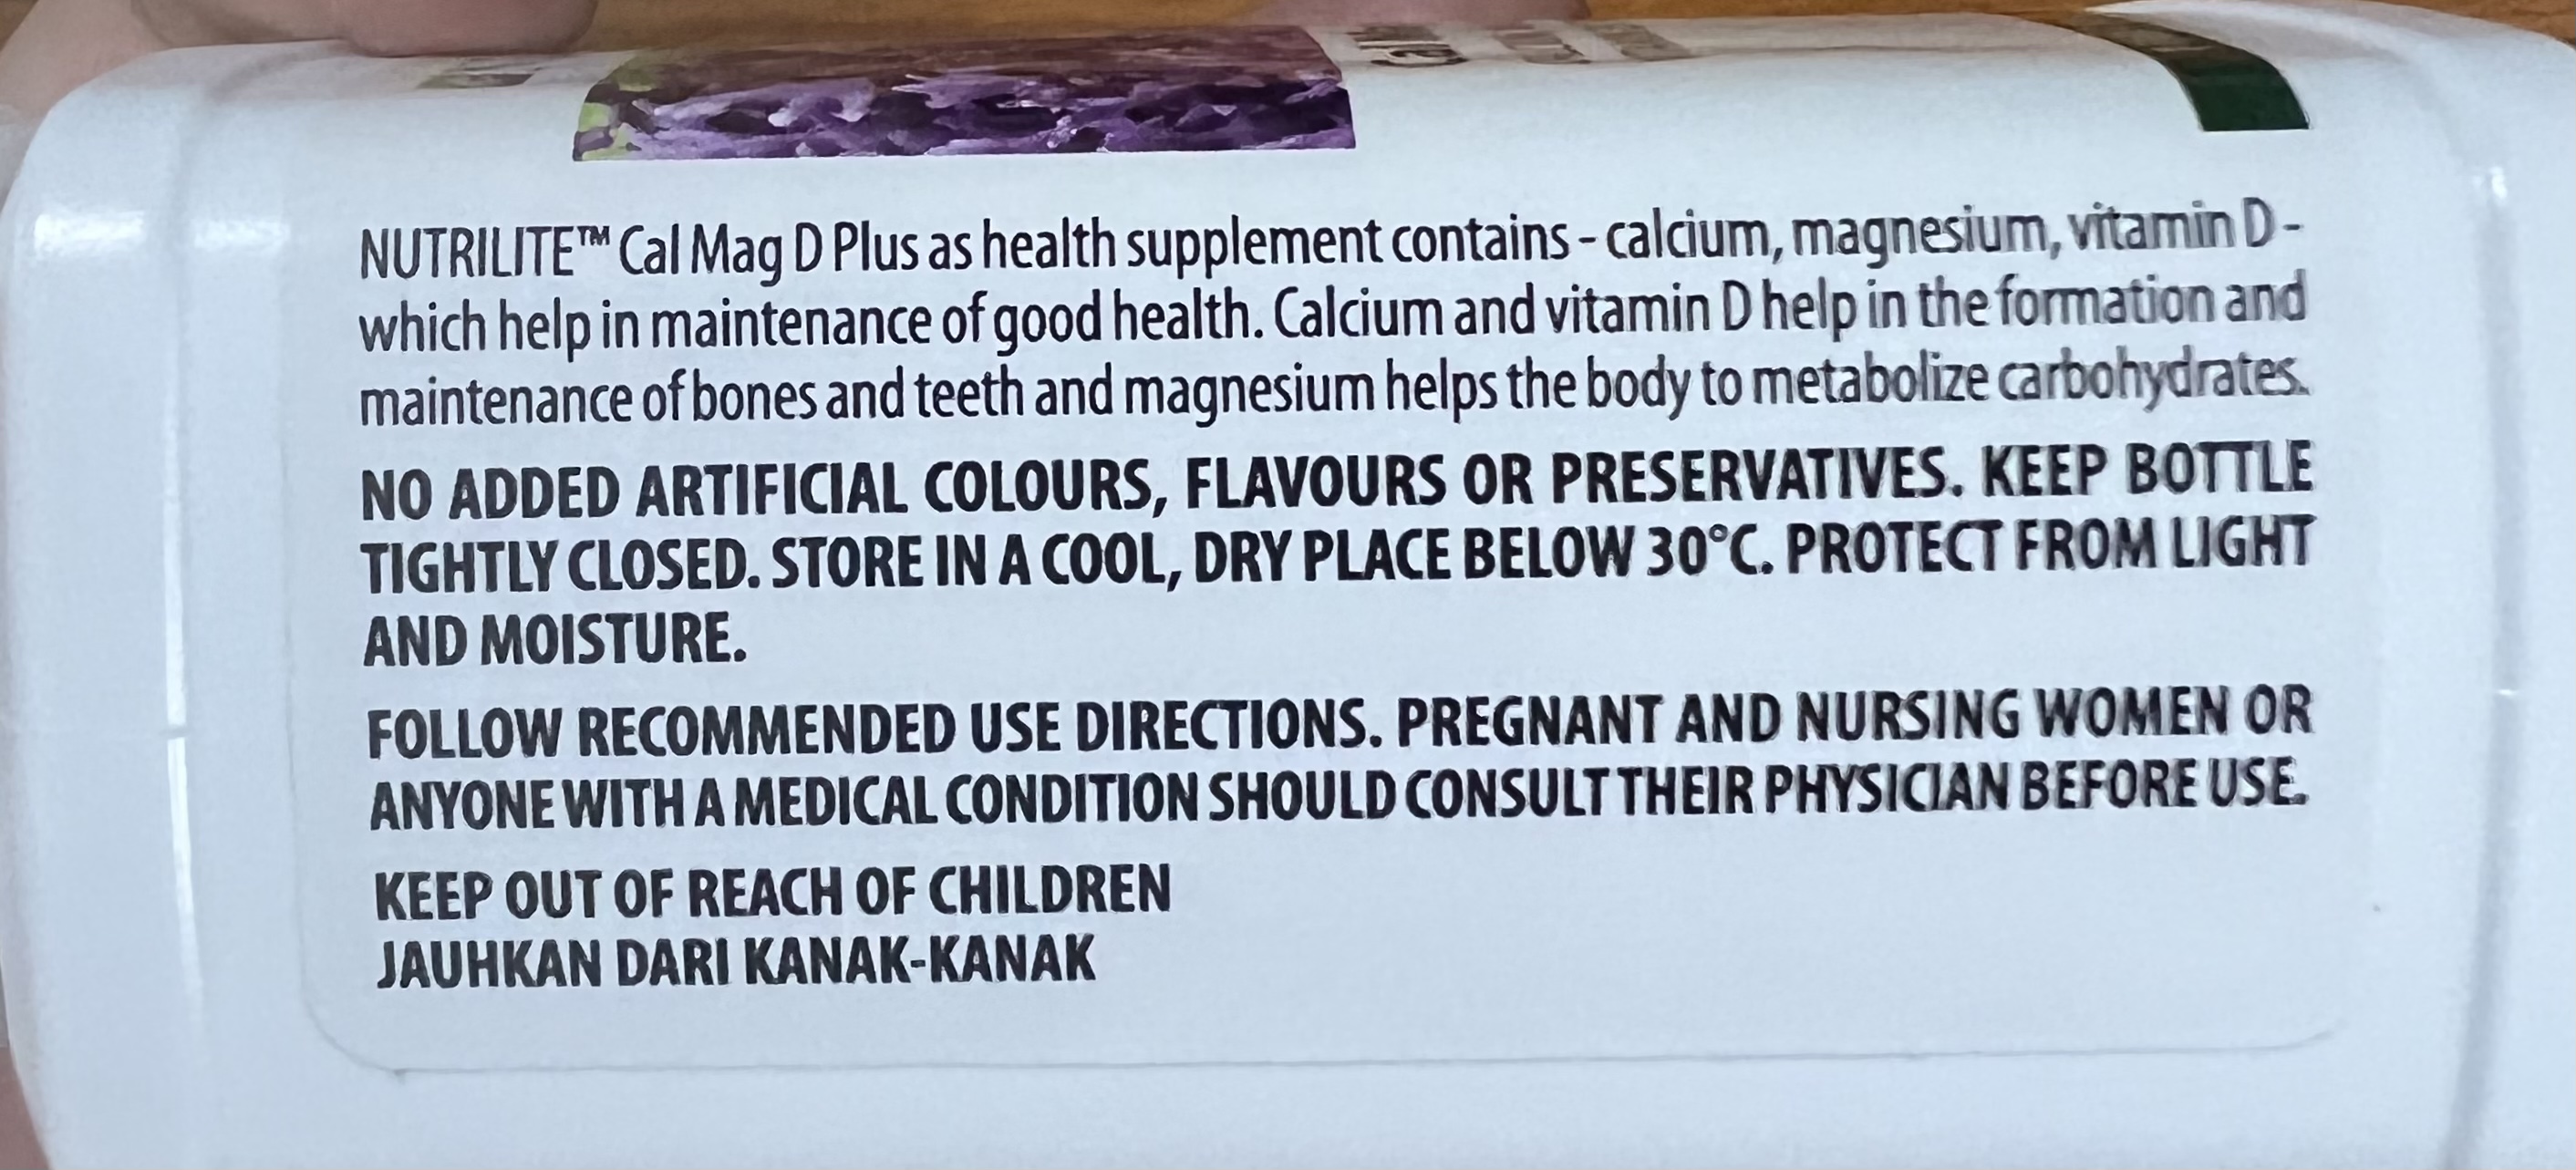 NUTRILITE™ Cal Mag D Plus as health supplement contains - calcium, magnesium, vitamin D -
which help in maintenance of good health. Calcium and vitamin D help in the formation and
maintenance of bones and teeth and magnesium helps the body to metabolize carbohydrates.
NO ADDED ARTIFICIAL COLOURS, FLAVOURS OR PRESERVATIVES. KEEP BOTTLE
TIGHTLY CLOSED. STORE IN A COOL, DRY PLACE BELOW 30°C. PROTECT FROM LIGHT
AND MOISTURE.
FOLLOW RECOMMENDED USE DIRECTIONS. PREGNANT AND NURSING WOMEN OR
ANYONE WITH A MEDICAL CONDITION SHOULD CONSULT THEIR PHYSICIAN BEFORE USE.
KEEP OUT OF REACH OF CHILDREN
JAUHKAN DARI KANAK-KANAK